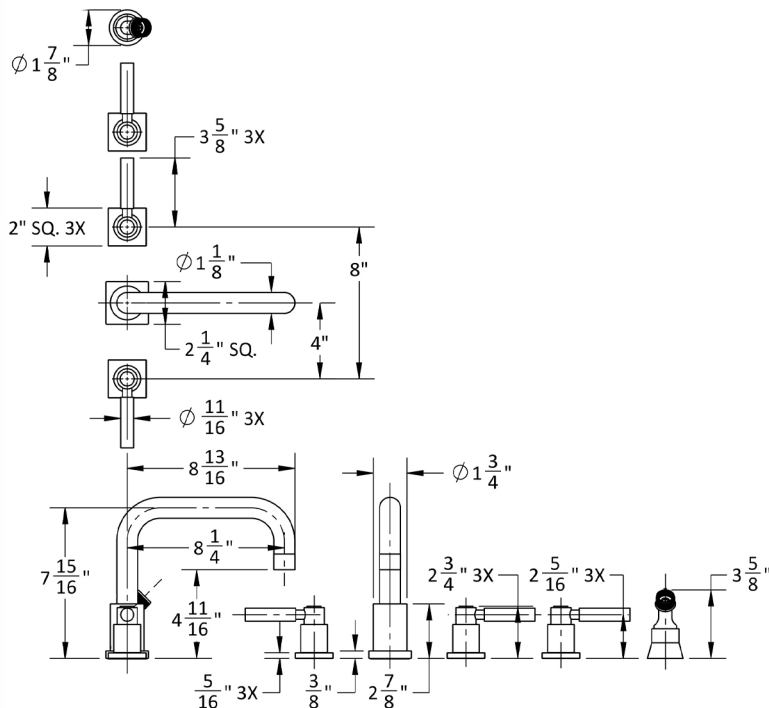 Ø 1 7/8"
3 5/8" 3X
2" SQ. 3X
Ø 1 1/8"
8"
2 1/4" SQ.
4"
Ø 11/16" 3X
8 13/16"
Ø 1 3/4"
8 1/4"
7 15/16"
4 11/16"
2 3/4" 3X
2 5/16" 3X
3 5/8"
5/16" 3X
3/8"
2 7/8"